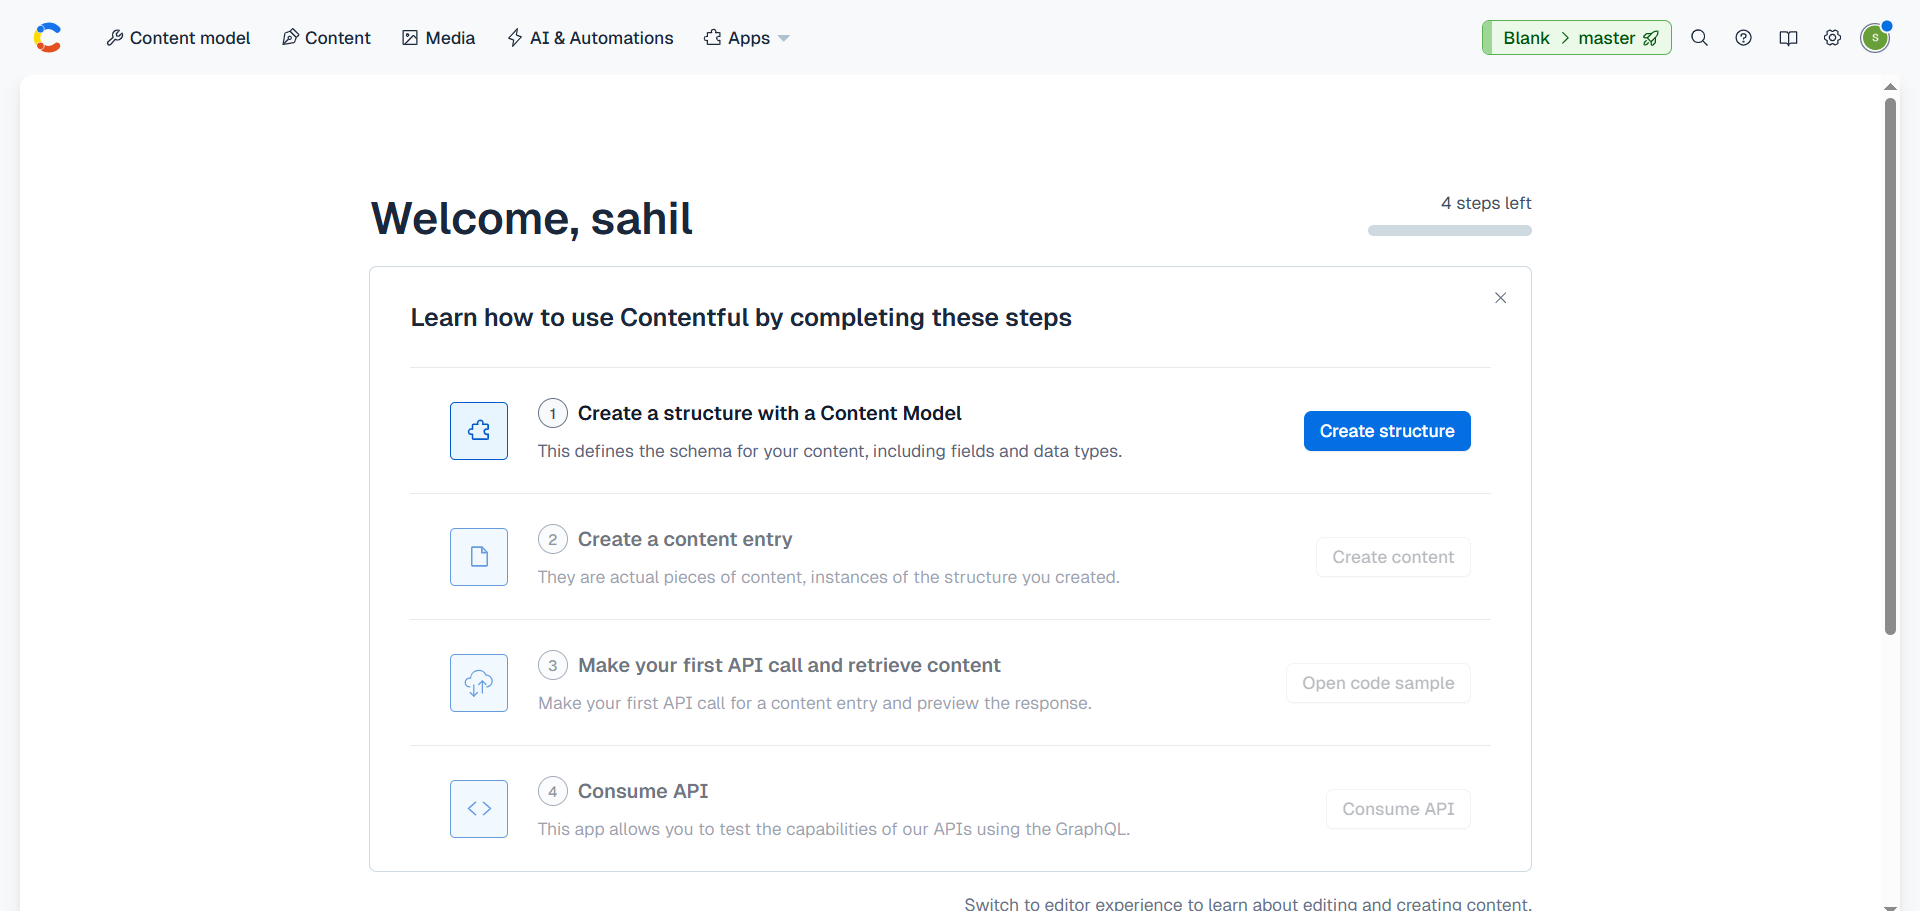 Content model
Content
Media
AI & Automations
Apps
Blank > master
S
Welcome, sahil
4 steps left
Learn how to use Contentful by completing these steps
1 Create a structure with a Content Model
This defines the schema for your content, including fields and data types.
Create structure
2 Create a content entry
They are actual pieces of content, instances of the structure you created.
Create content
3 Make your first API call and retrieve content
Make your first API call for a content entry and preview the response.
Open code sample
4 Consume API
This app allows you to test the capabilities of our APIs using the GraphQL.
Consume API
Switch to editor experience to learn about editing and creating content.